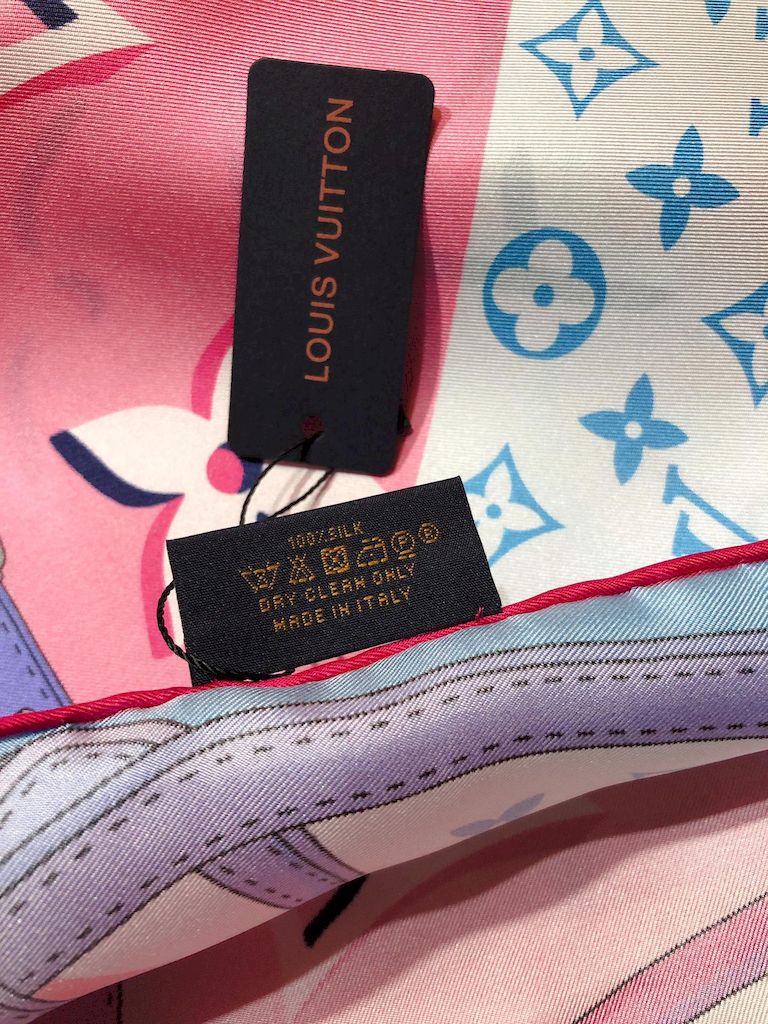 LOUIS VUITTON
100% SILK
DRY CLEAN ONLY
MADE IN ITALY